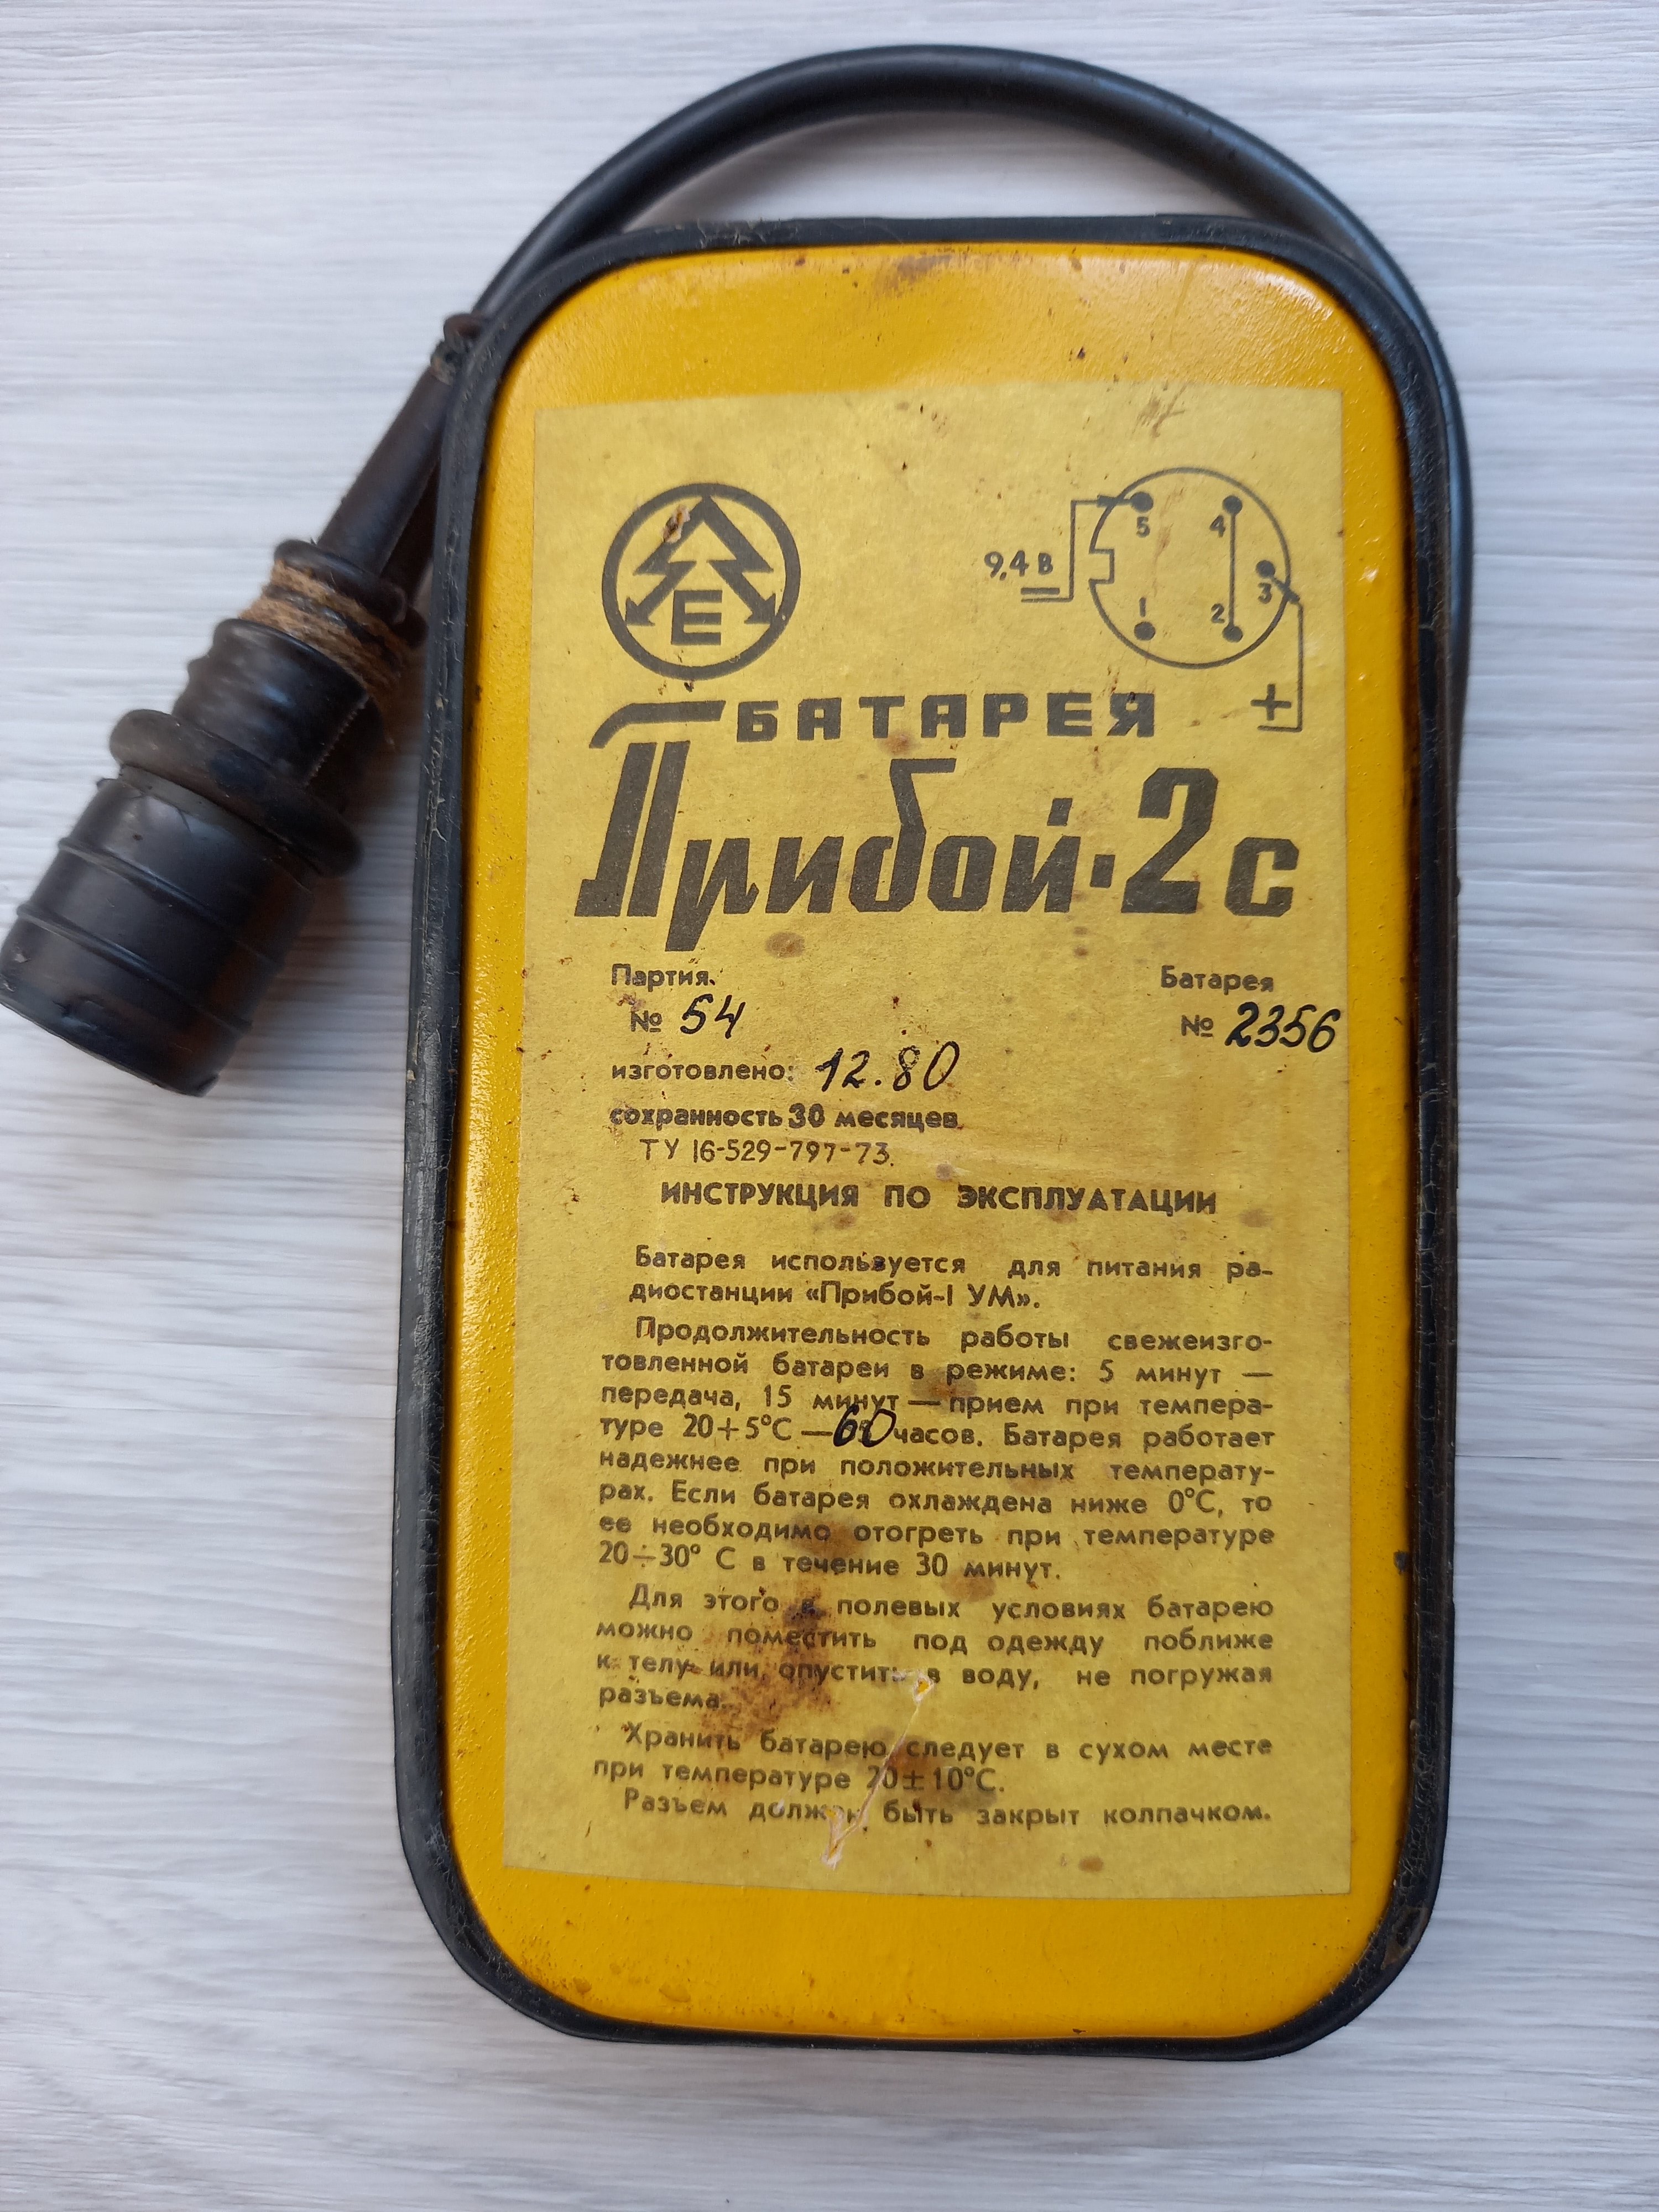 Е
5 4
9,4 В
3
1 2
—
+
БАТАРЕЯ
Прибой-2с
Партия. Батарея
№ 54 № 2356
изготовлено: 12.80
сохранность 30 месяцев.
ТУ 16-529-797-73.
ИНСТРУКЦИЯ ПО ЭКСПЛУАТАЦИИ
Батарея используется для питания ра-
диостанции «Прибой-I УМ».
Продолжительность работы свежеизго-
товленной батареи в режиме: 5 минут —
передача, 15 минут — прием при темпера-
туре 20+5°С — 60 часов. Батарея работает
надежнее при положительных температу-
рах. Если батарея охлаждена ниже 0°С, то
ее необходимо отогреть при температуре
20÷30° С в течение 30 минут.
Для этого в полевых условиях батарею
можно поместить под одежду поближе
к телу или, опустить в воду, не погружая
разъема.
Хранить батарею следует в сухом месте
при температуре 20±10°С.
Разъем должен быть закрыт колпачком.